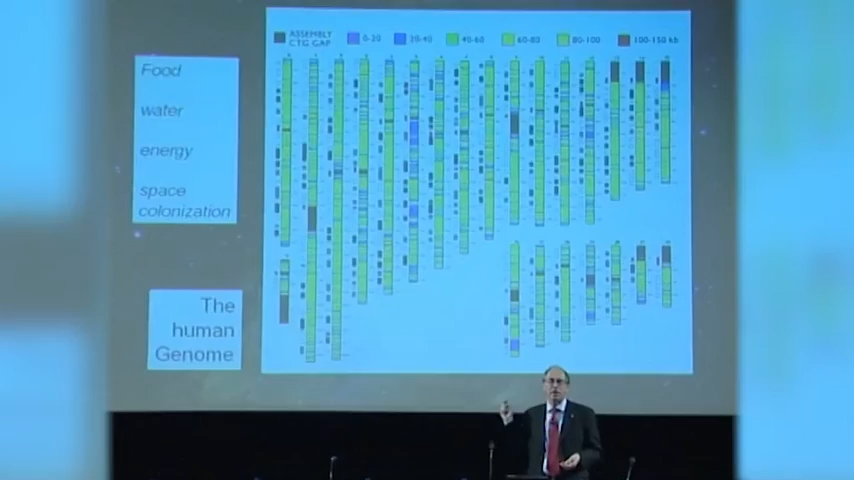 ASSEMBLY
CTG GAP
0-20
20-40
40-60
60-80
80-100
100-150 kb
Food
water
energy
space
colonization
The
human
Genome